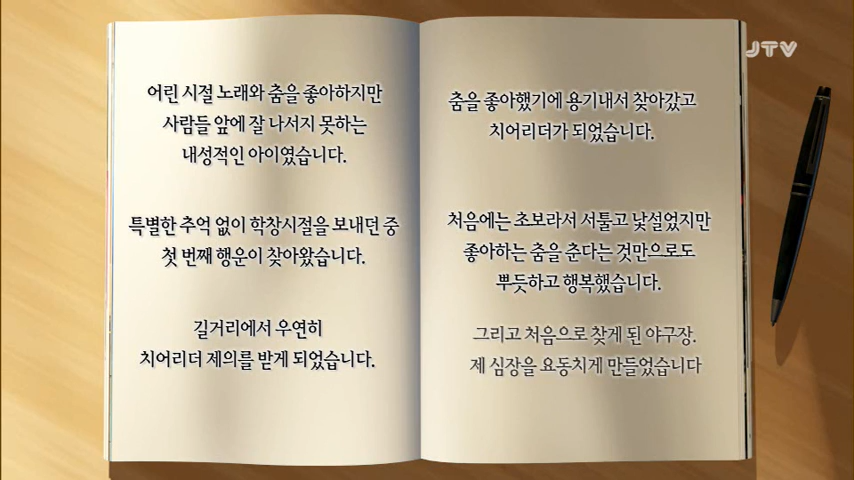 JTV
어린 시절 노래와 춤을 좋아하지만
사람들 앞에 잘 나서지 못하는
내성적인 아이였습니다.
특별한 추억 없이 학창시절을 보내던 중
첫 번째 행운이 찾아왔습니다.
길거리에서 우연히
치어리더 제의를 받게 되었습니다.
춤을 좋아했기에 용기내서 찾아갔고
치어리더가 되었습니다.
처음에는 초보라서 서툴고 낯설었지만
좋아하는 춤을 춘다는 것만으로도
뿌듯하고 행복했습니다.
그리고 처음으로 찾게 된 야구장.
제 심장을 요동치게 만들었습니다